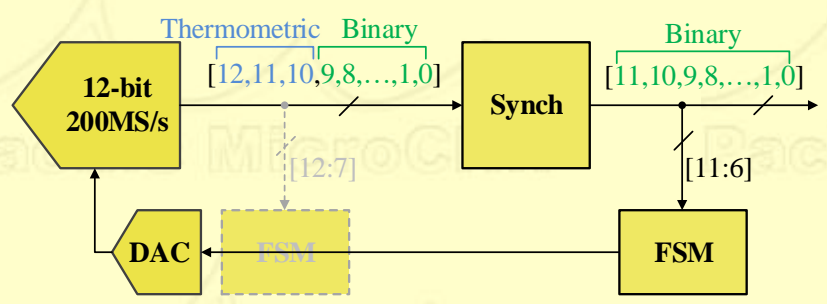 Thermometric Binary
[12,11,10,9,8,…,1,0]
Binary
[11,10,9,8,…,1,0]
12-bit
200MS/s
Synch
[12:7]
[11:6]
DAC
FSM
FSM